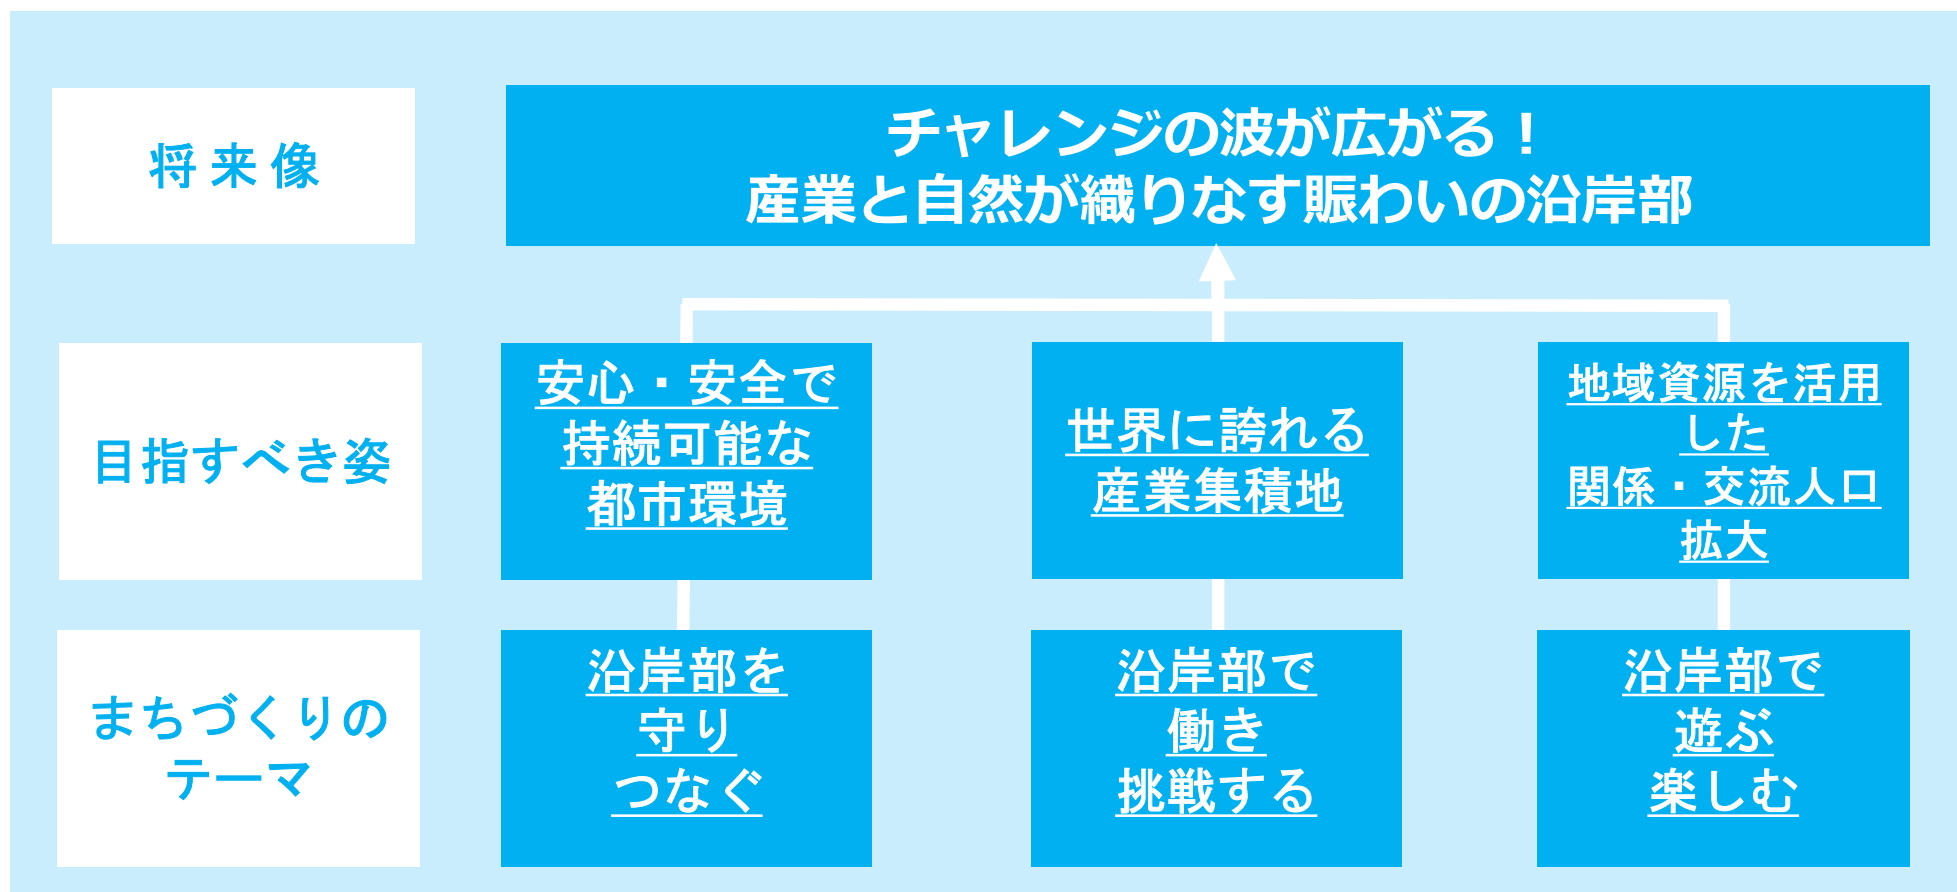 将来像
チャレンジの波が広がる！
産業と自然が織りなす賑わいの沿岸部
目指すべき姿
安心・安全で
持続可能な
都市環境
世界に誇れる
産業集積地
地域資源を活用
した
関係・交流人口
拡大
まちづくりの
テーマ
沿岸部を
守り
つなぐ
沿岸部で
働き
挑戦する
沿岸部で
遊ぶ
楽しむ